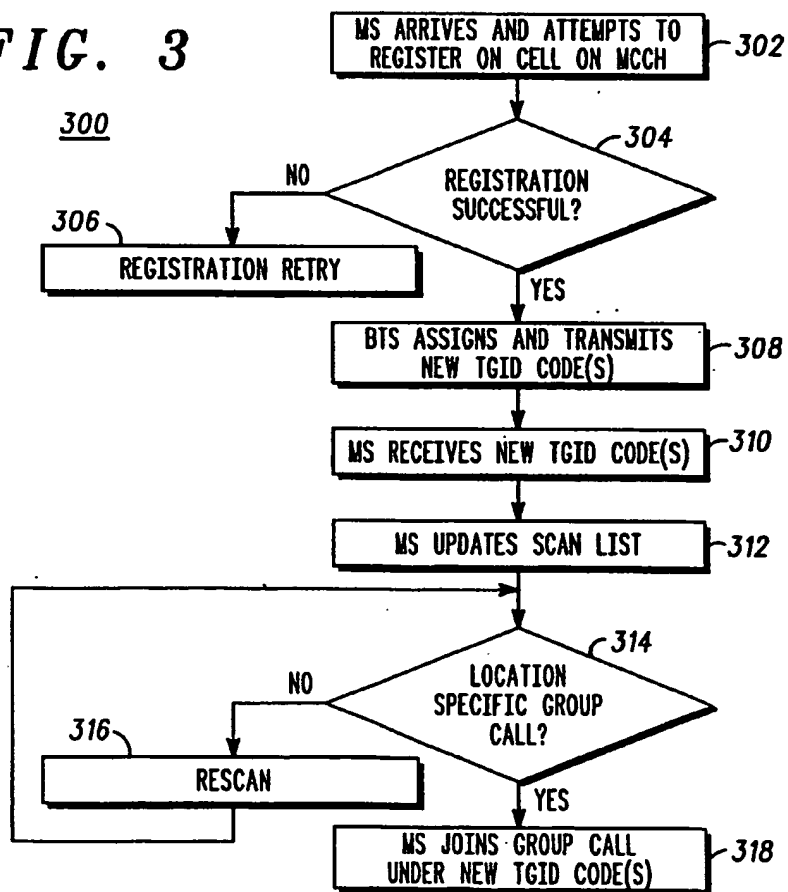 FIG. 3
300
MS ARRIVES AND ATTEMPTS TO
REGISTER ON CELL ON MCCH
302
304
REGISTRATION
SUCCESSFUL?
NO
306
REGISTRATION RETRY
YES
BTS ASSIGNS AND TRANSMITS
NEW TGID CODE(S)
308
MS RECEIVES NEW TGID CODE(S)
310
MS UPDATES SCAN LIST
312
314
LOCATION
SPECIFIC GROUP
CALL?
NO
316
RESCAN
YES
MS JOINS GROUP CALL
UNDER NEW TGID CODE(S)
318